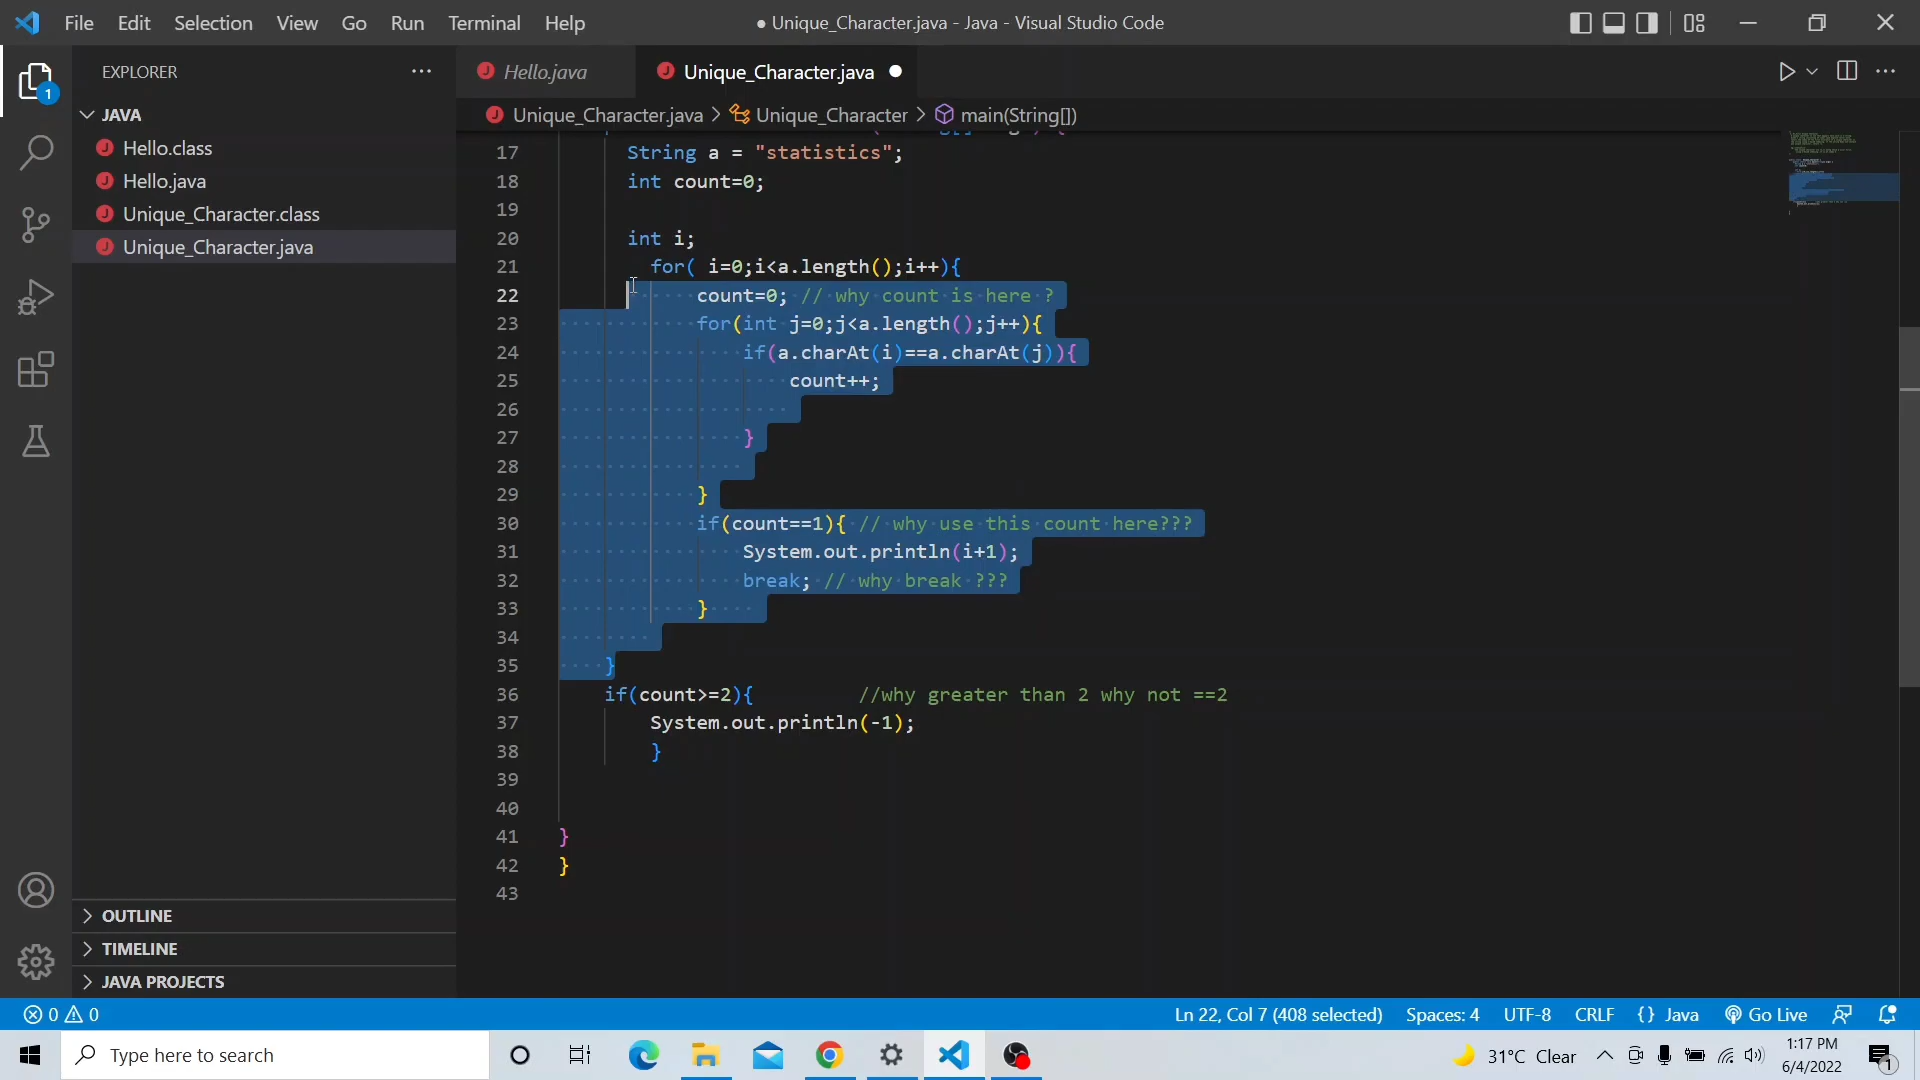 File Edit Selection View Go Run Terminal Help
● Unique_Character.java - Java - Visual Studio Code
EXPLORER
Hello.java
Unique_Character.java
JAVA
Unique_Character.java > Unique_Character > main(String[])
Hello.class
Hello.java
Unique_Character.class
Unique_Character.java
17 String a = "statistics";
18 int count=0;
19
20 int i;
21 for( i=0;i<a.length();i++){
22 count=0; // why count is here ?
23 for(int j=0;j<a.length();j++){
24 if(a.charAt(i)==a.charAt(j)){
25 count++;
26
27 }
28
29 }
30 if(count==1){ // why use this count here???
31 System.out.println(i+1);
32 break; // why break ???
33 }
34
35 }
36 if(count>=2){ //why greater than 2 why not ==2
37 System.out.println(-1);
38 }
39
40
41 }
42 }
43
1
OUTLINE
TIMELINE
JAVA PROJECTS
0 0
Ln 22, Col 7 (408 selected) Spaces: 4 UTF-8 CRLF {} Java Go Live
Type here to search
31°C Clear
1:17 PM
6/4/2022
1